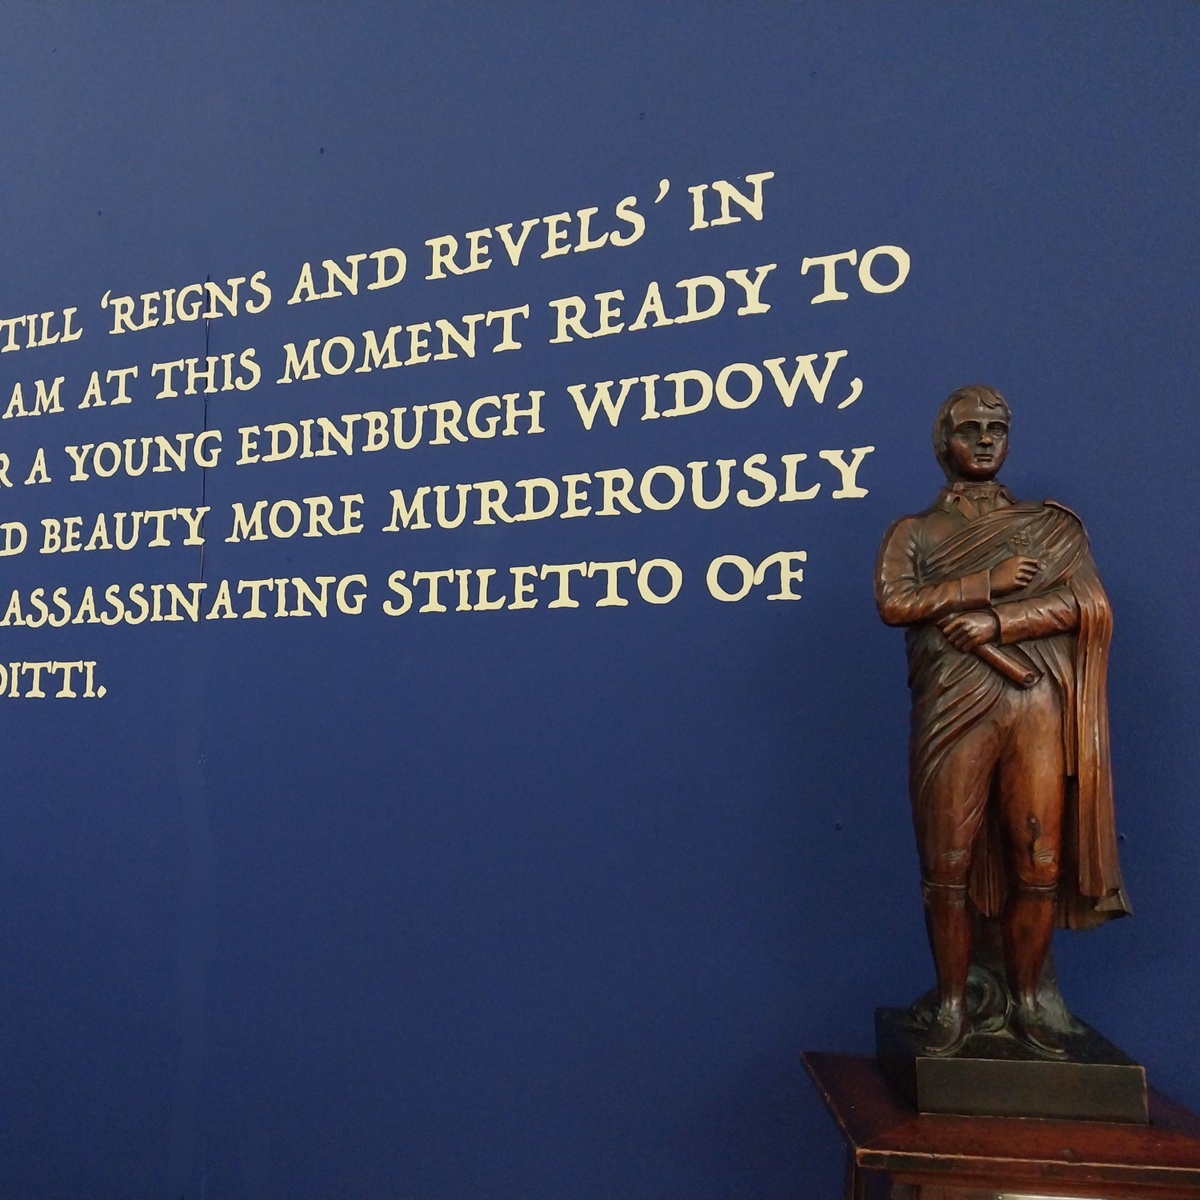 TILL ‘REIGNS AND REVELS’ IN
AM AT THIS MOMENT READY TO
R A YOUNG EDINBURGH WIDOW,
D BEAUTY MORE MURDEROUSLY
ASSASSINATING STILETTO OF
DITTI.